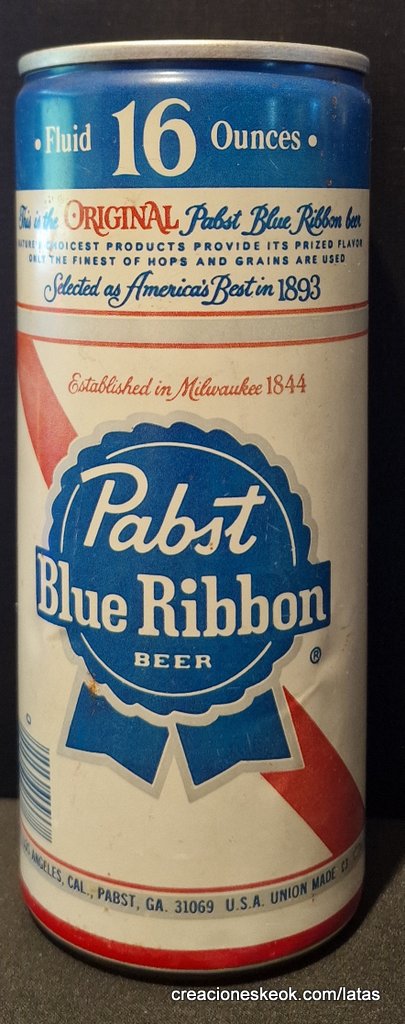 • Fluid 16 Ounces •
This is the ORIGINAL Pabst Blue Ribbon beer
NATURE'S CHOICEST PRODUCTS PROVIDE ITS PRIZED FLAVOR
ONLY THE FINEST OF HOPS AND GRAINS ARE USED
Selected as America's Best in 1893
Established in Milwaukee 1844
Pabst
Blue Ribbon
BEER
®
0
ANGELES, CAL., PABST, GA. 31069 U.S.A. UNION MADE
creacioneskeok.com/latas